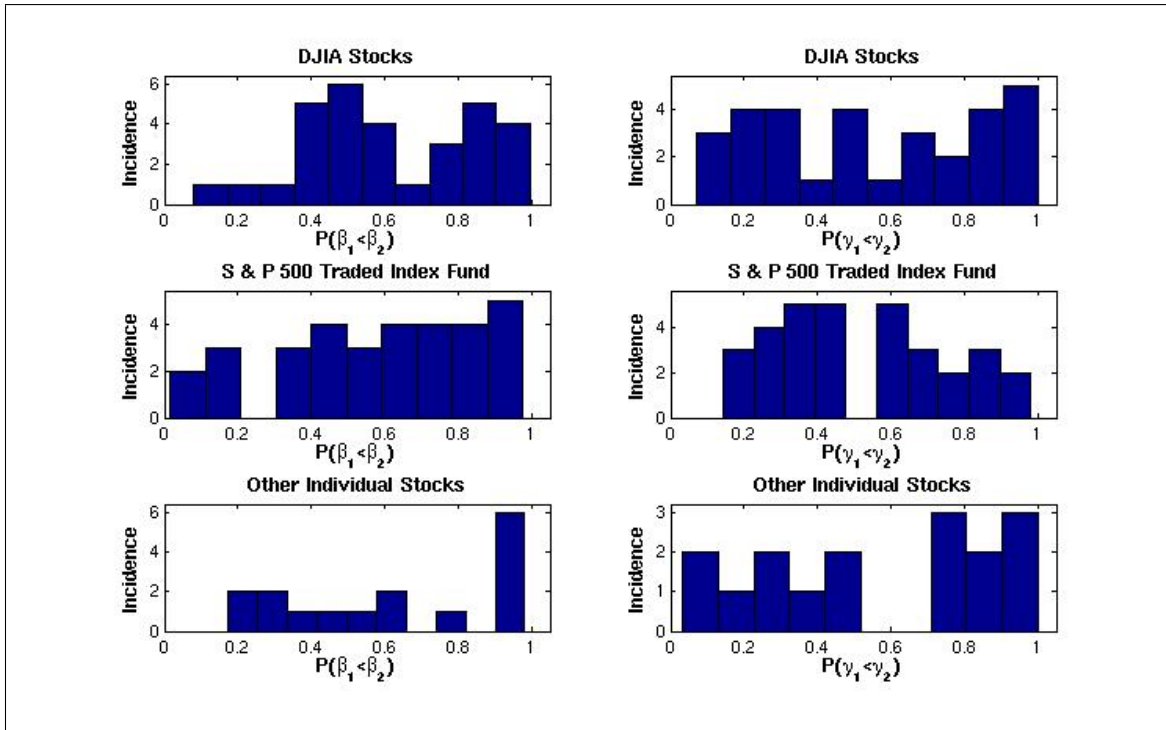 DJIA Stocks
Incidence
6
4
2
0
0 0.2 0.4 0.6 0.8 1
P(β₁<β₂)
DJIA Stocks
Incidence
4
2
0
0 0.2 0.4 0.6 0.8 1
P(γ₁<γ₂)
S & P 500 Traded Index Fund
Incidence
4
2
0
0 0.2 0.4 0.6 0.8 1
P(β₁<β₂)
S & P 500 Traded Index Fund
Incidence
4
2
0
0 0.2 0.4 0.6 0.8 1
P(γ₁<γ₂)
Other Individual Stocks
Incidence
6
4
2
0
0 0.2 0.4 0.6 0.8 1
P(β₁<β₂)
Other Individual Stocks
Incidence
3
2
1
0
0 0.2 0.4 0.6 0.8 1
P(γ₁<γ₂)